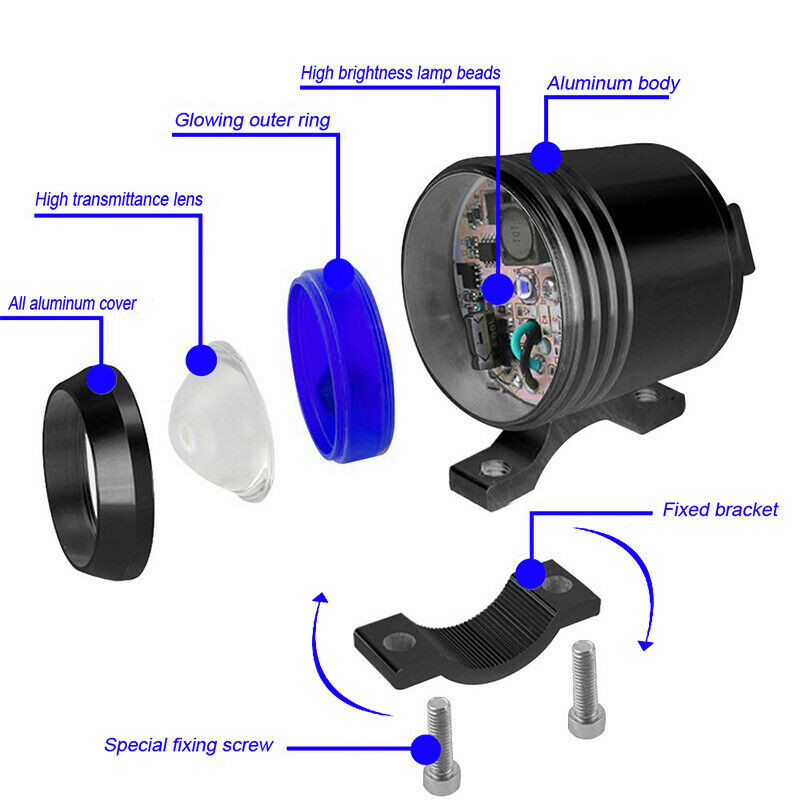 High brightness lamp beads
Aluminum body
Glowing outer ring
High transmittance lens
All aluminum cover
Fixed bracket
Special fixing screw